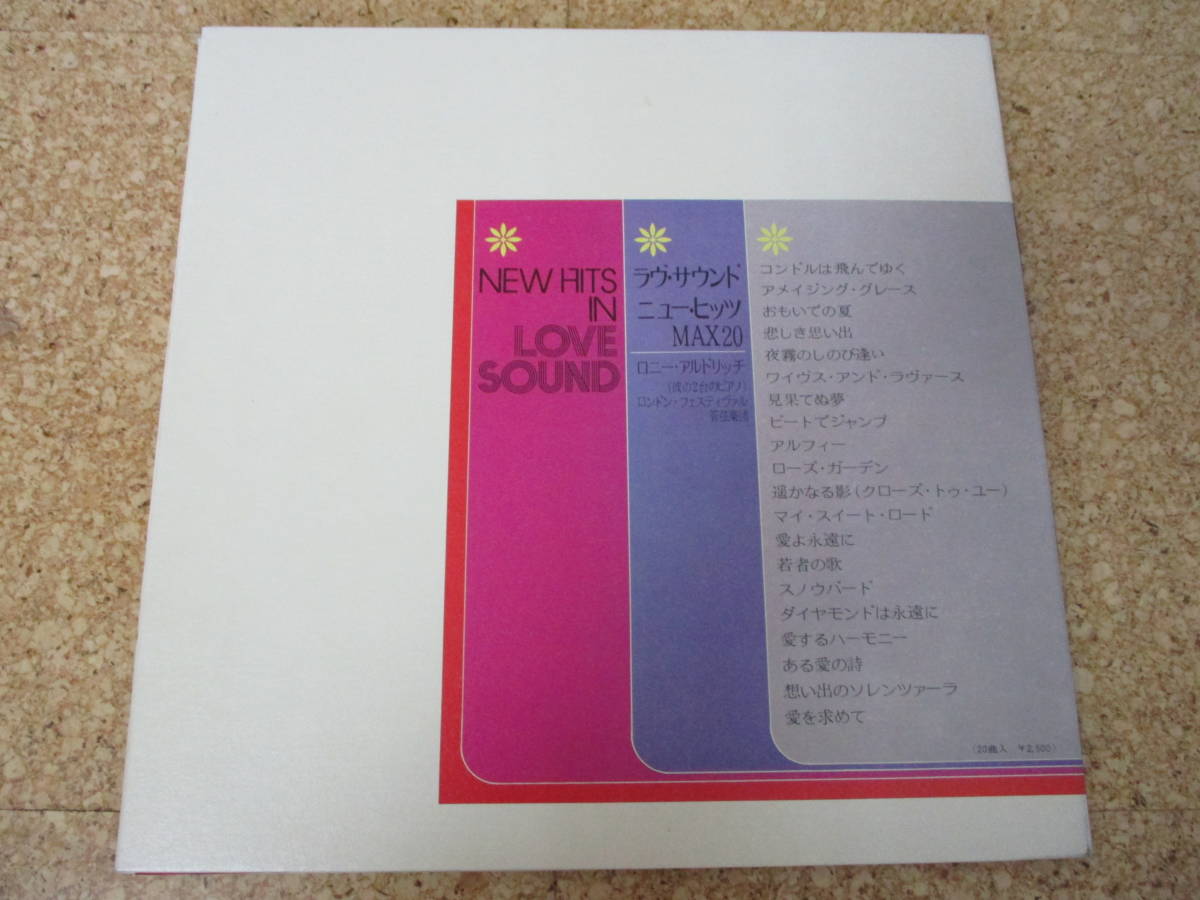 NEW HITS
IN
LOVE
SOUND
ラヴ・サウンド
ニュー・ヒッツ
MAX20
ロニー・アルドリッチ
(彼の2台のピアノ)
ロンドン・フェスティヴァル
管弦楽団
コンドルは飛んでゆく
アメイジング・グレース
おもいでの夏
悲しき思い出
夜霧のしのび逢い
ワイヴス・アンド・ラヴァース
見果てぬ夢
ビートでジャンプ
アルフィー
ローズ・ガーデン
遥かなる影(クローズ・トゥ・ユー)
マイ・スイート・ロード
愛よ永遠に
若者の歌
スノウバード
ダイヤモンドは永遠に
愛するハーモニー
ある愛の詩
想い出のソレンツァーラ
愛を求めて
(20曲入 ¥2,500)